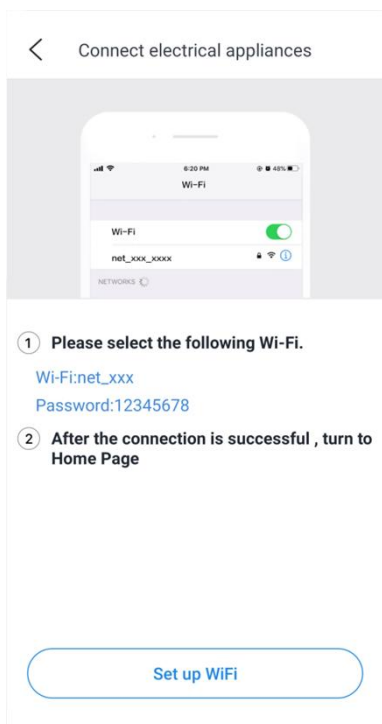 Connect electrical appliances
6:20 PM
48%
Wi-Fi
Wi-Fi
net_xxx_xxxx
NETWORKS
1 Please select the following Wi-Fi.
Wi-Fi:net_xxx
Password:12345678
2 After the connection is successful , turn to
Home Page
Set up WiFi